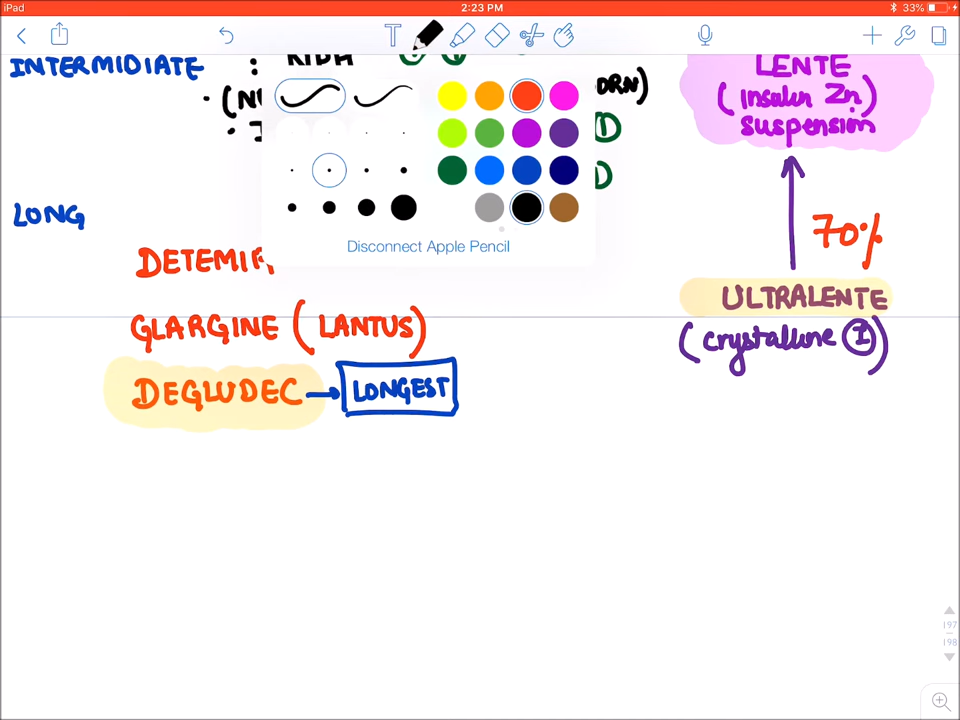 iPad
2:23 PM
33%
T
INTERMIDIATE :
LENTE
(Insulin Zn)
Suspension
LONG
70%
Disconnect Apple Pencil
DETEMIR
ULTRALENTE
GLARGINE (LANTUS)
(crystalline I)
DEGLUDEC → LONGEST
197
198